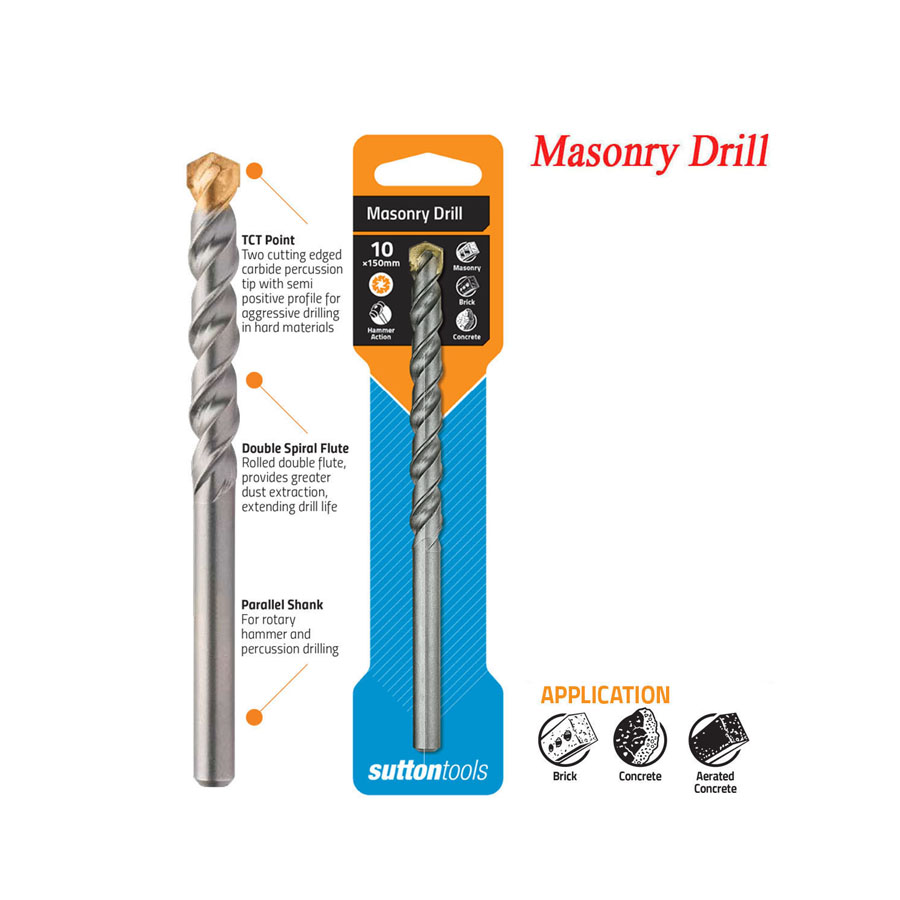 Masonry Drill
TCT Point
Two cutting edged
carbide percussion
tip with semi
positive profile for
aggressive drilling
in hard materials
Double Spiral Flute
Rolled double flute,
provides greater
dust extraction,
extending drill life
Parallel Shank
For rotary
hammer and
percussion drilling
Masonry Drill
10
×150mm
Hammer
Action
Masonry
Brick
Concrete
suttontools
APPLICATION
Brick
Concrete
Aerated
Concrete